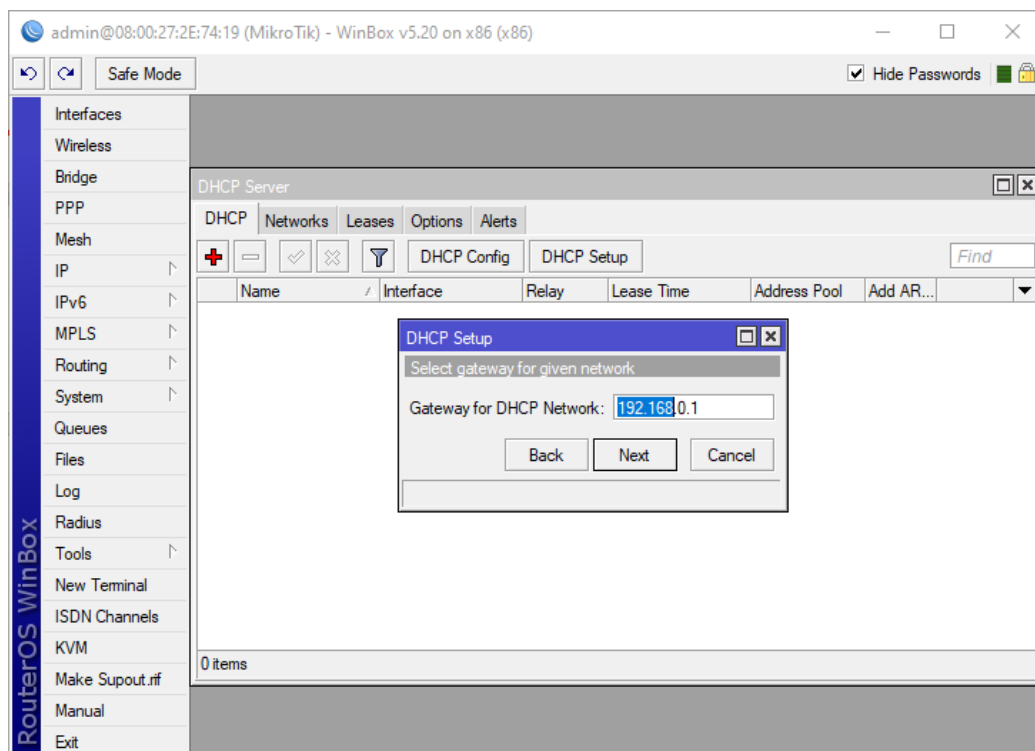 admin@08:00:27:2E:74:19 (MikroTik) - WinBox v5.20 on x86 (x86)
Safe Mode
Hide Passwords
RouterOS WinBox
Interfaces
Wireless
Bridge
PPP
Mesh
IP
IPv6
MPLS
Routing
System
Queues
Files
Log
Radius
Tools
New Terminal
ISDN Channels
KVM
Make Supout.rif
Manual
Exit
DHCP Server
DHCP Networks Leases Options Alerts
DHCP Config DHCP Setup Find
Name Interface Relay Lease Time Address Pool Add AR...
DHCP Setup
Select gateway for given network
Gateway for DHCP Network: 192.168.0.1
Back Next Cancel
0 items